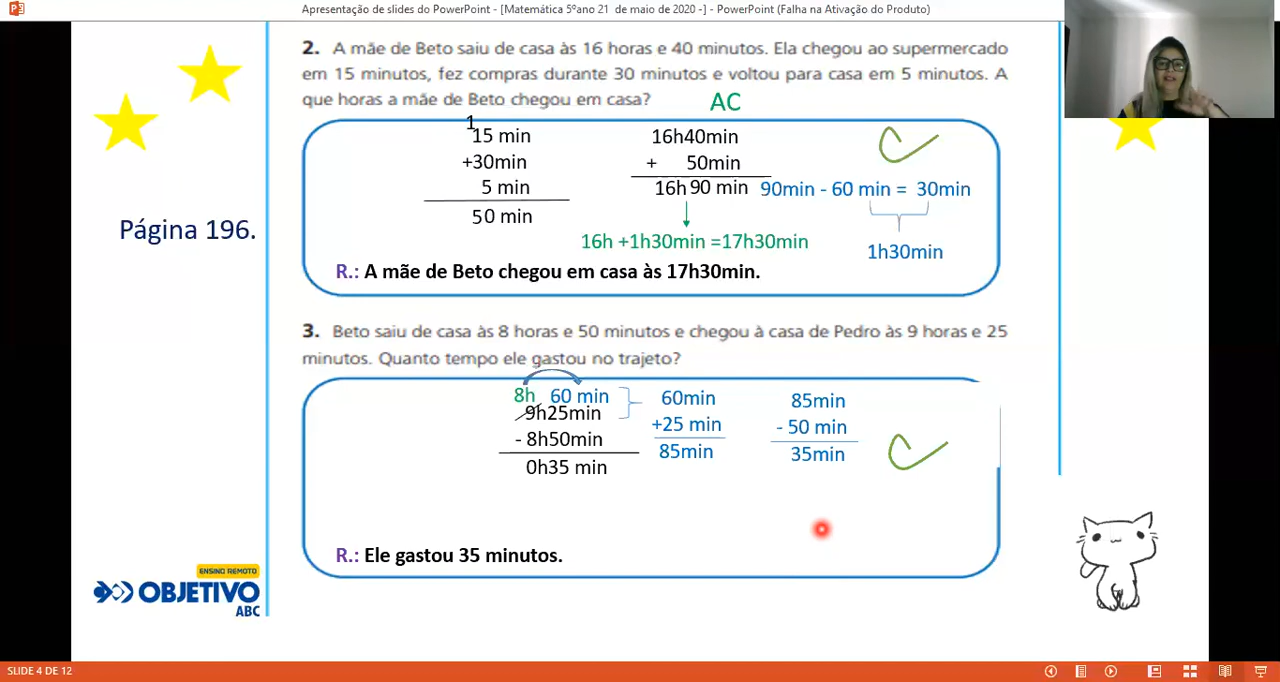 Apresentação de slides do PowerPoint - [Matemática 5ºano 21 de maio de 2020 -] - PowerPoint (Falha na Ativação do Produto)
2. A mãe de Beto saiu de casa às 16 horas e 40 minutos. Ela chegou ao supermercado
em 15 minutos, fez compras durante 30 minutos e voltou para casa em 5 minutos. A
que horas a mãe de Beto chegou em casa?
AC
1
15 min
+30min
5 min
50 min
16h40min
+ 50min
16h 90 min
90min - 60 min = 30min
1h30min
16h +1h30min =17h30min
R.: A mãe de Beto chegou em casa às 17h30min.
Página 196.
3. Beto saiu de casa às 8 horas e 50 minutos e chegou à casa de Pedro às 9 horas e 25
minutos. Quanto tempo ele gastou no trajeto?
8h 60 min
9h25min
- 8h50min
0h35 min
60min
+25 min
85min
85min
- 50 min
35min
R.: Ele gastou 35 minutos.
ENSINO REMOTO
OBJETIVO
ABC
SLIDE 4 DE 12